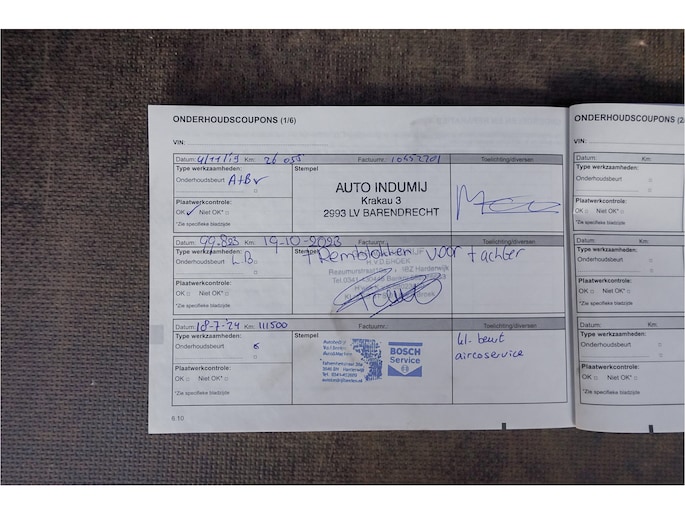 ONDERHOUDSCOUPONS (1/6)
VIN:
Datum: 4/11/19 Km: 26 055 Factuurnr.: Toelichting/diversen
Type werkzaamheden: Stempel
Onderhoudsbeurt A+B
AUTO INDUMIJ
Krakau 3
2993 LV BARENDRECHT
Plaatwerkcontrole:
OK Niet OK*
*Zie specifieke bladzijde
Datum: 99.893 19-10-2023 Factuurnr.: Toelichting/diversen
Type werkzaamheden: Stempel Remblokken voor + achter
Onderhoudsbeurt
Plaatwerkcontrole:
OK Niet OK*
*Zie specifieke bladzijde
Datum: 18-7-'24 Km: 111500 Factuurnr.: Toelichting/diversen
Type werkzaamheden: Stempel
Onderhoudsbeurt
kl. beurt
aircoservice
BOSCH
Service
Plaatwerkcontrole:
OK Niet OK*
*Zie specifieke bladzijde
6.10
ONDERHOUDSCOUPONS (2/
VIN:
Datum: Km:
Type werkzaamheden:
Onderhoudsbeurt
Plaatwerkcontrole:
OK Niet OK*
*Zie specifieke bladzijde
Datum: Km:
Type werkzaamheden:
Onderhoudsbeurt
Plaatwerkcontrole:
OK Niet OK*
*Zie specifieke bladzijde
Datum: Km:
Type werkzaamheden:
Onderhoudsbeurt
Plaatwerkcontrole:
OK Niet OK*
*Zie specifieke bladzijde